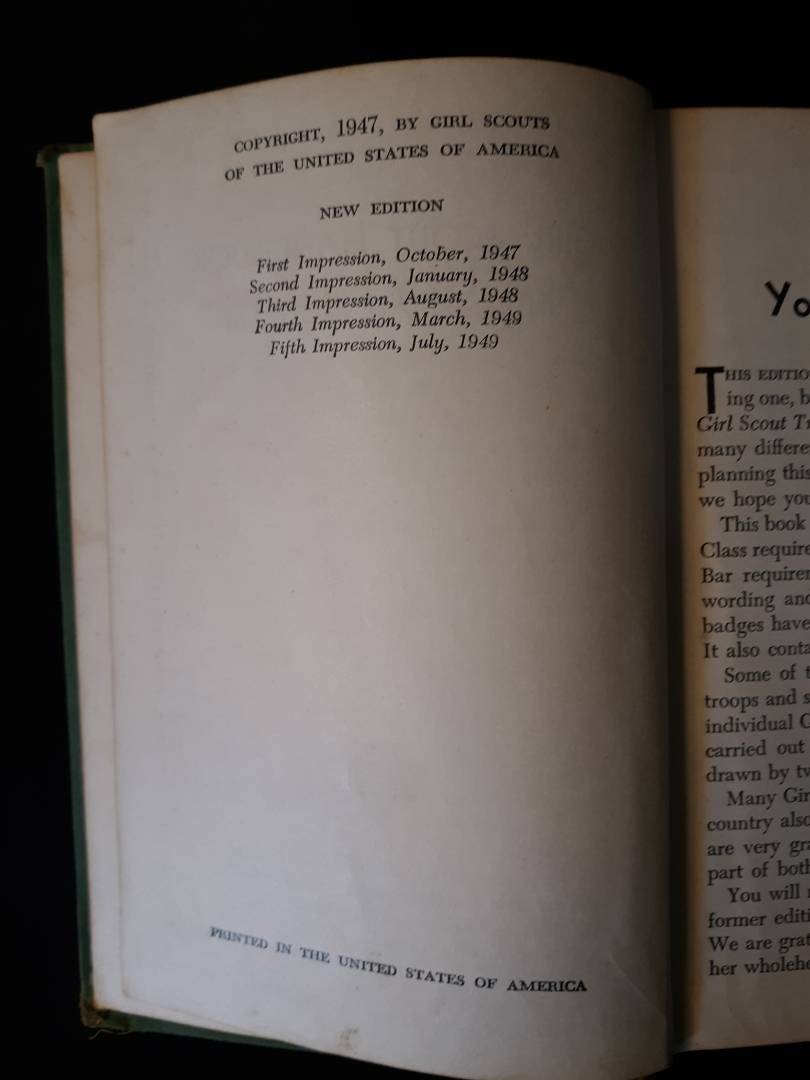 COPYRIGHT, 1947, BY GIRL SCOUTS
OF THE UNITED STATES OF AMERICA
NEW EDITION
First Impression, October, 1947
Second Impression, January, 1948
Third Impression, August, 1948
Fourth Impression, March, 1949
Fifth Impression, July, 1949
PRINTED IN THE UNITED STATES OF AMERICA
Yo
THIS EDITIO
ing one, b
Girl Scout Tr
many differe
planning this
we hope you
This book
Class require
Bar requirem
wording and
badges have
It also conta
Some of t
troops and s
individual G
carried out
drawn by tw
Many Gir
country also
are very gra
part of both
You will
former editi
We are grat
her wholehe